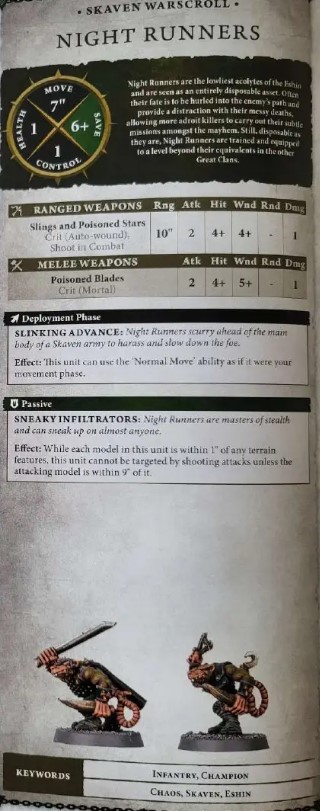 • SKAVEN WARSCROLL •
NIGHT RUNNERS
MOVE
7"
HEALTH
1
6+
SAVE
1
CONTROL
Night Runners are the lowliest acolytes of the Eshin
and are seen as an entirely disposable asset. Often
their fate is to be hurled into the enemy's path and
provide a distraction with their messy deaths,
allowing more adroit killers to carry out their subtle
missions amongst the mayhem. Still, disposable as
they are, Night Runners are trained and equipped
to a level beyond their equivalents in the other
Great Clans.
RANGED WEAPONS Rng Atk Hit Wnd Rnd Dmg
Slings and Poisoned Stars
Crit (Auto-wound),
Shoot in Combat
10" 2 4+ 4+ - 1
MELEE WEAPONS Atk Hit Wnd Rnd Dmg
Poisoned Blades
Crit (Mortal)
2 4+ 5+ - 1
Deployment Phase
SLINKING ADVANCE: Night Runners scurry ahead of the main
body of a Skaven army to harass and slow down the foe.
Effect: This unit can use the 'Normal Move' ability as if it were your
movement phase.
Passive
SNEAKY INFILTRATORS: Night Runners are masters of stealth
and can sneak up on almost anyone.
Effect: While each model in this unit is within 1" of any terrain
features, this unit cannot be targeted by shooting attacks unless the
attacking model is within 9" of it.
KEYWORDS
INFANTRY, CHAMPION
CHAOS, SKAVEN, ESHIN